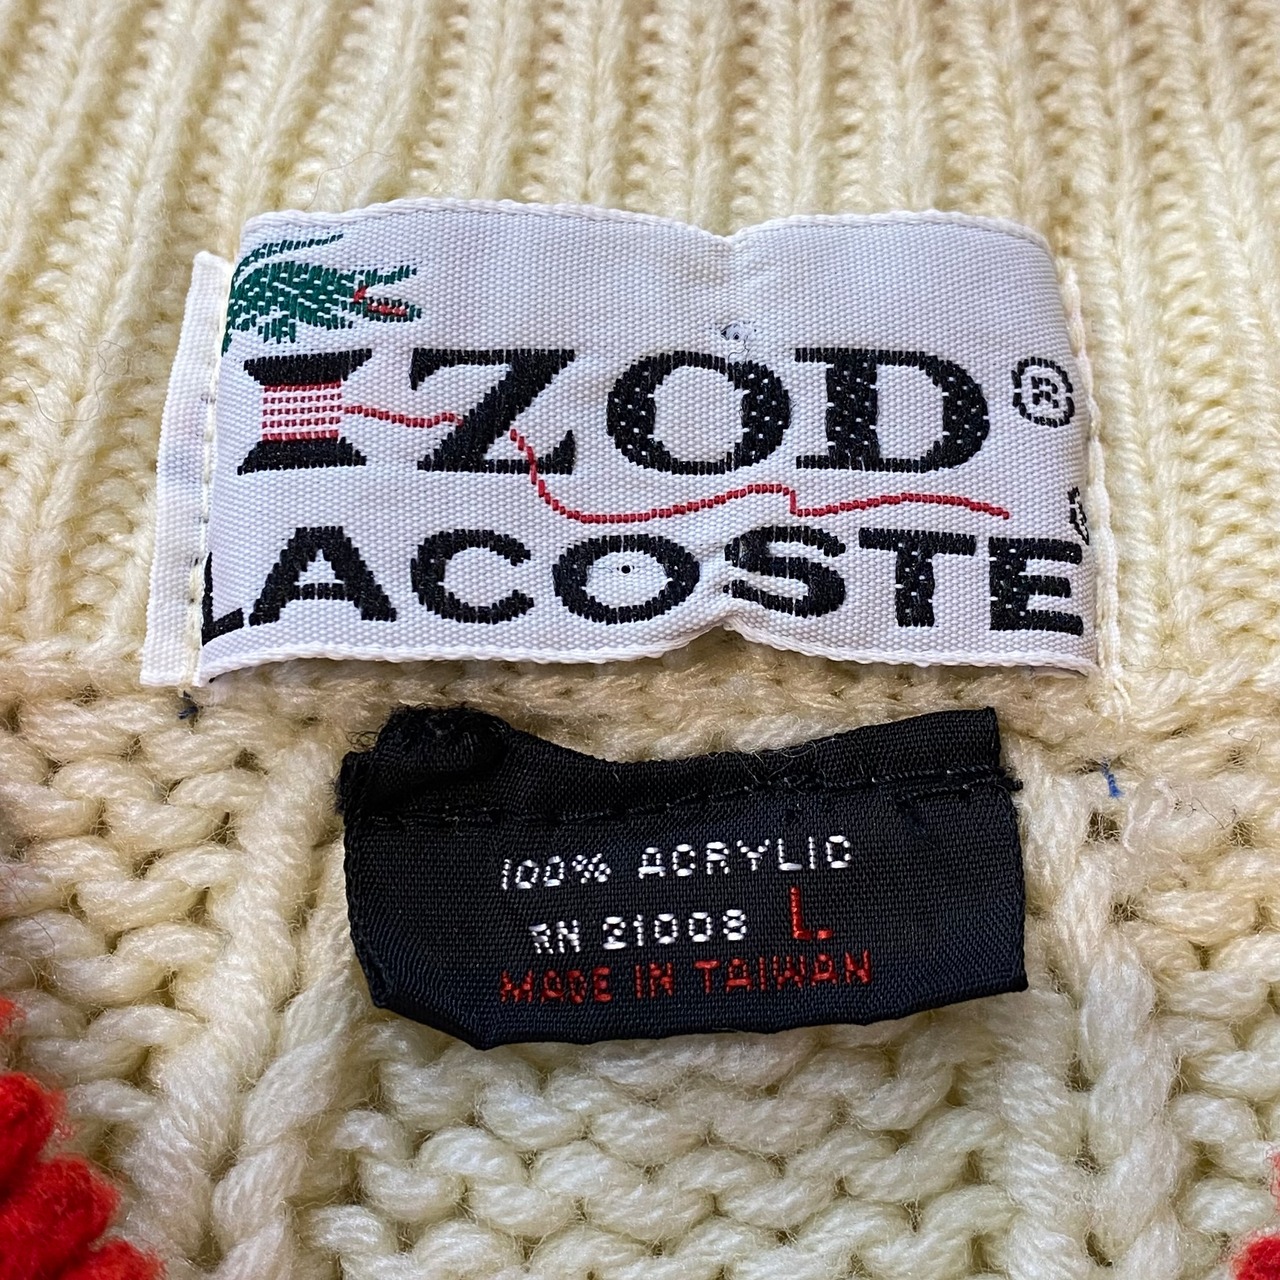 IZOD®
LACOSTE
100% ACRYLIC
RN 21008 L.
MADE IN TAIWAN